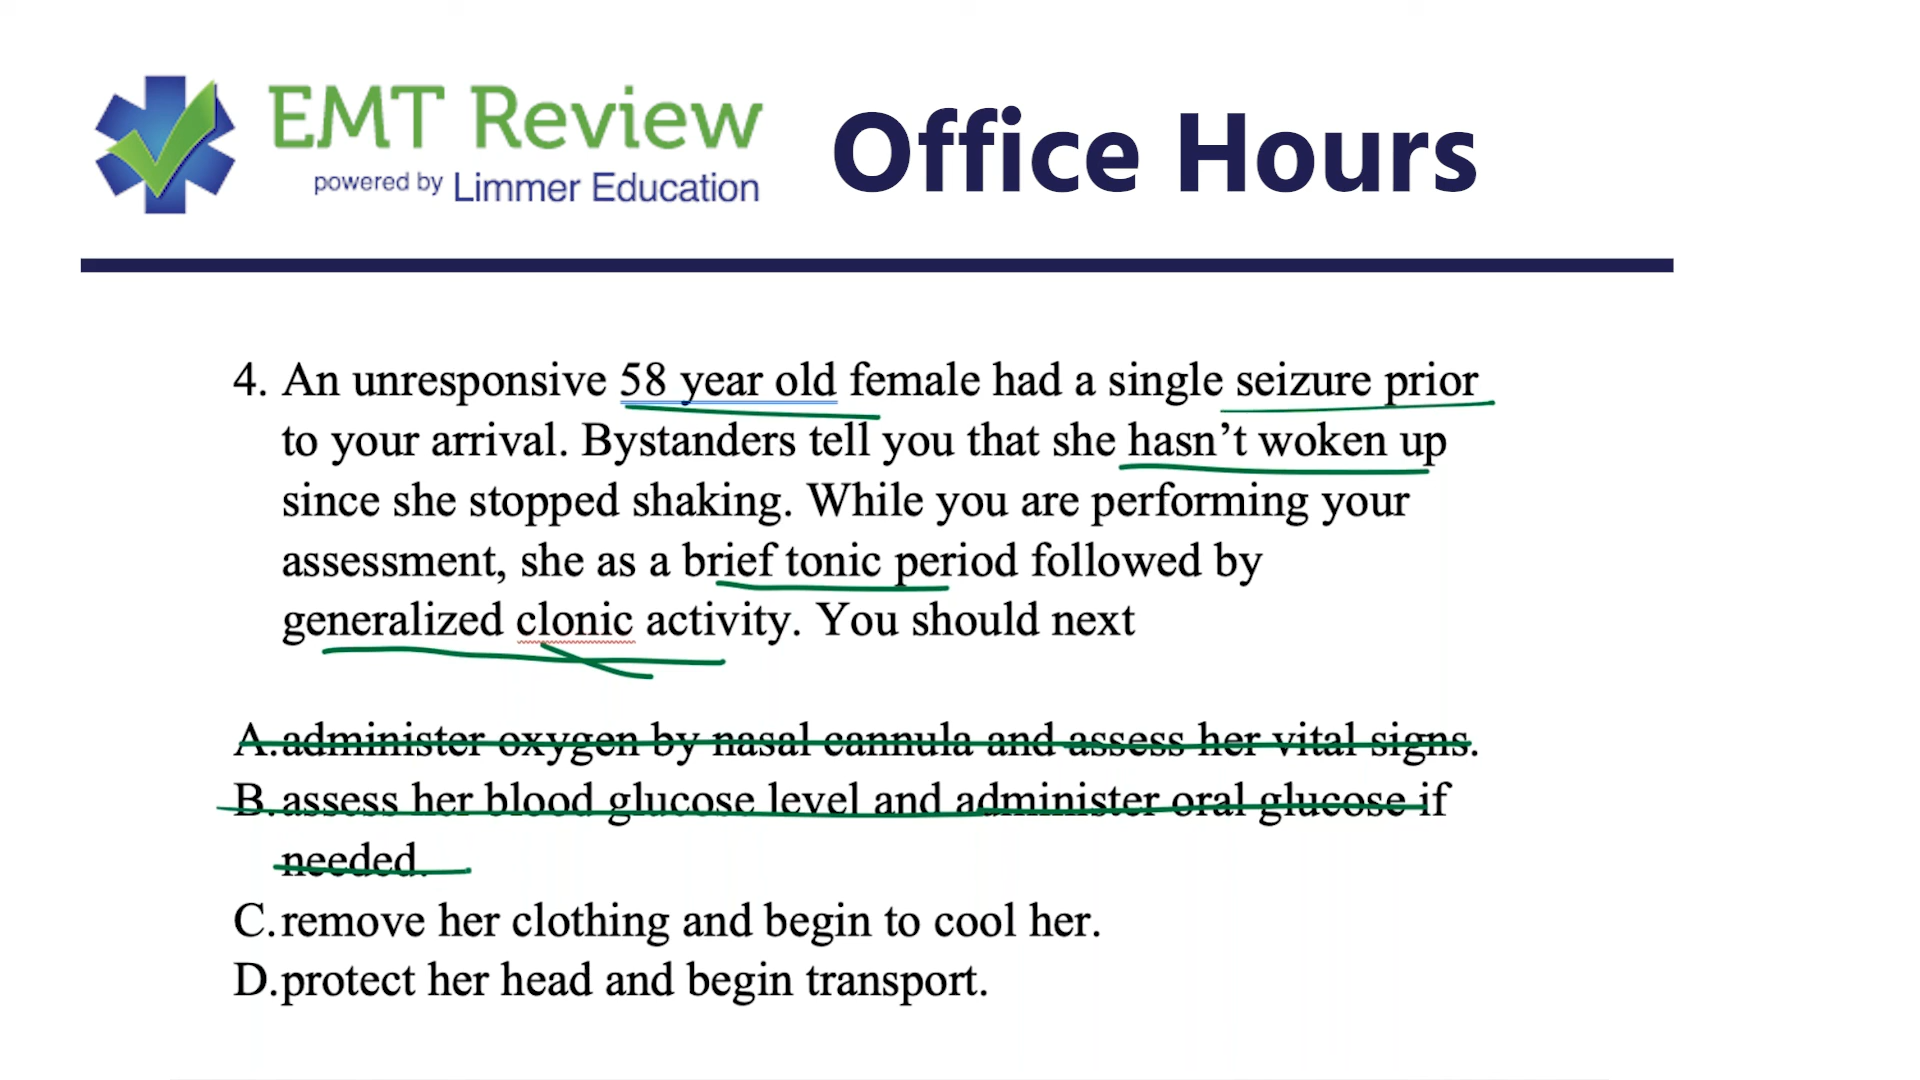 EMT Review
powered by Limmer Education
Office Hours
4. An unresponsive 58 year old female had a single seizure prior
to your arrival. Bystanders tell you that she hasn’t woken up
since she stopped shaking. While you are performing your
assessment, she as a brief tonic period followed by
generalized clonic activity. You should next
A. administer oxygen by nasal cannula and assess her vital signs.
B. assess her blood glucose level and administer oral glucose if
needed.
C. remove her clothing and begin to cool her.
D. protect her head and begin transport.